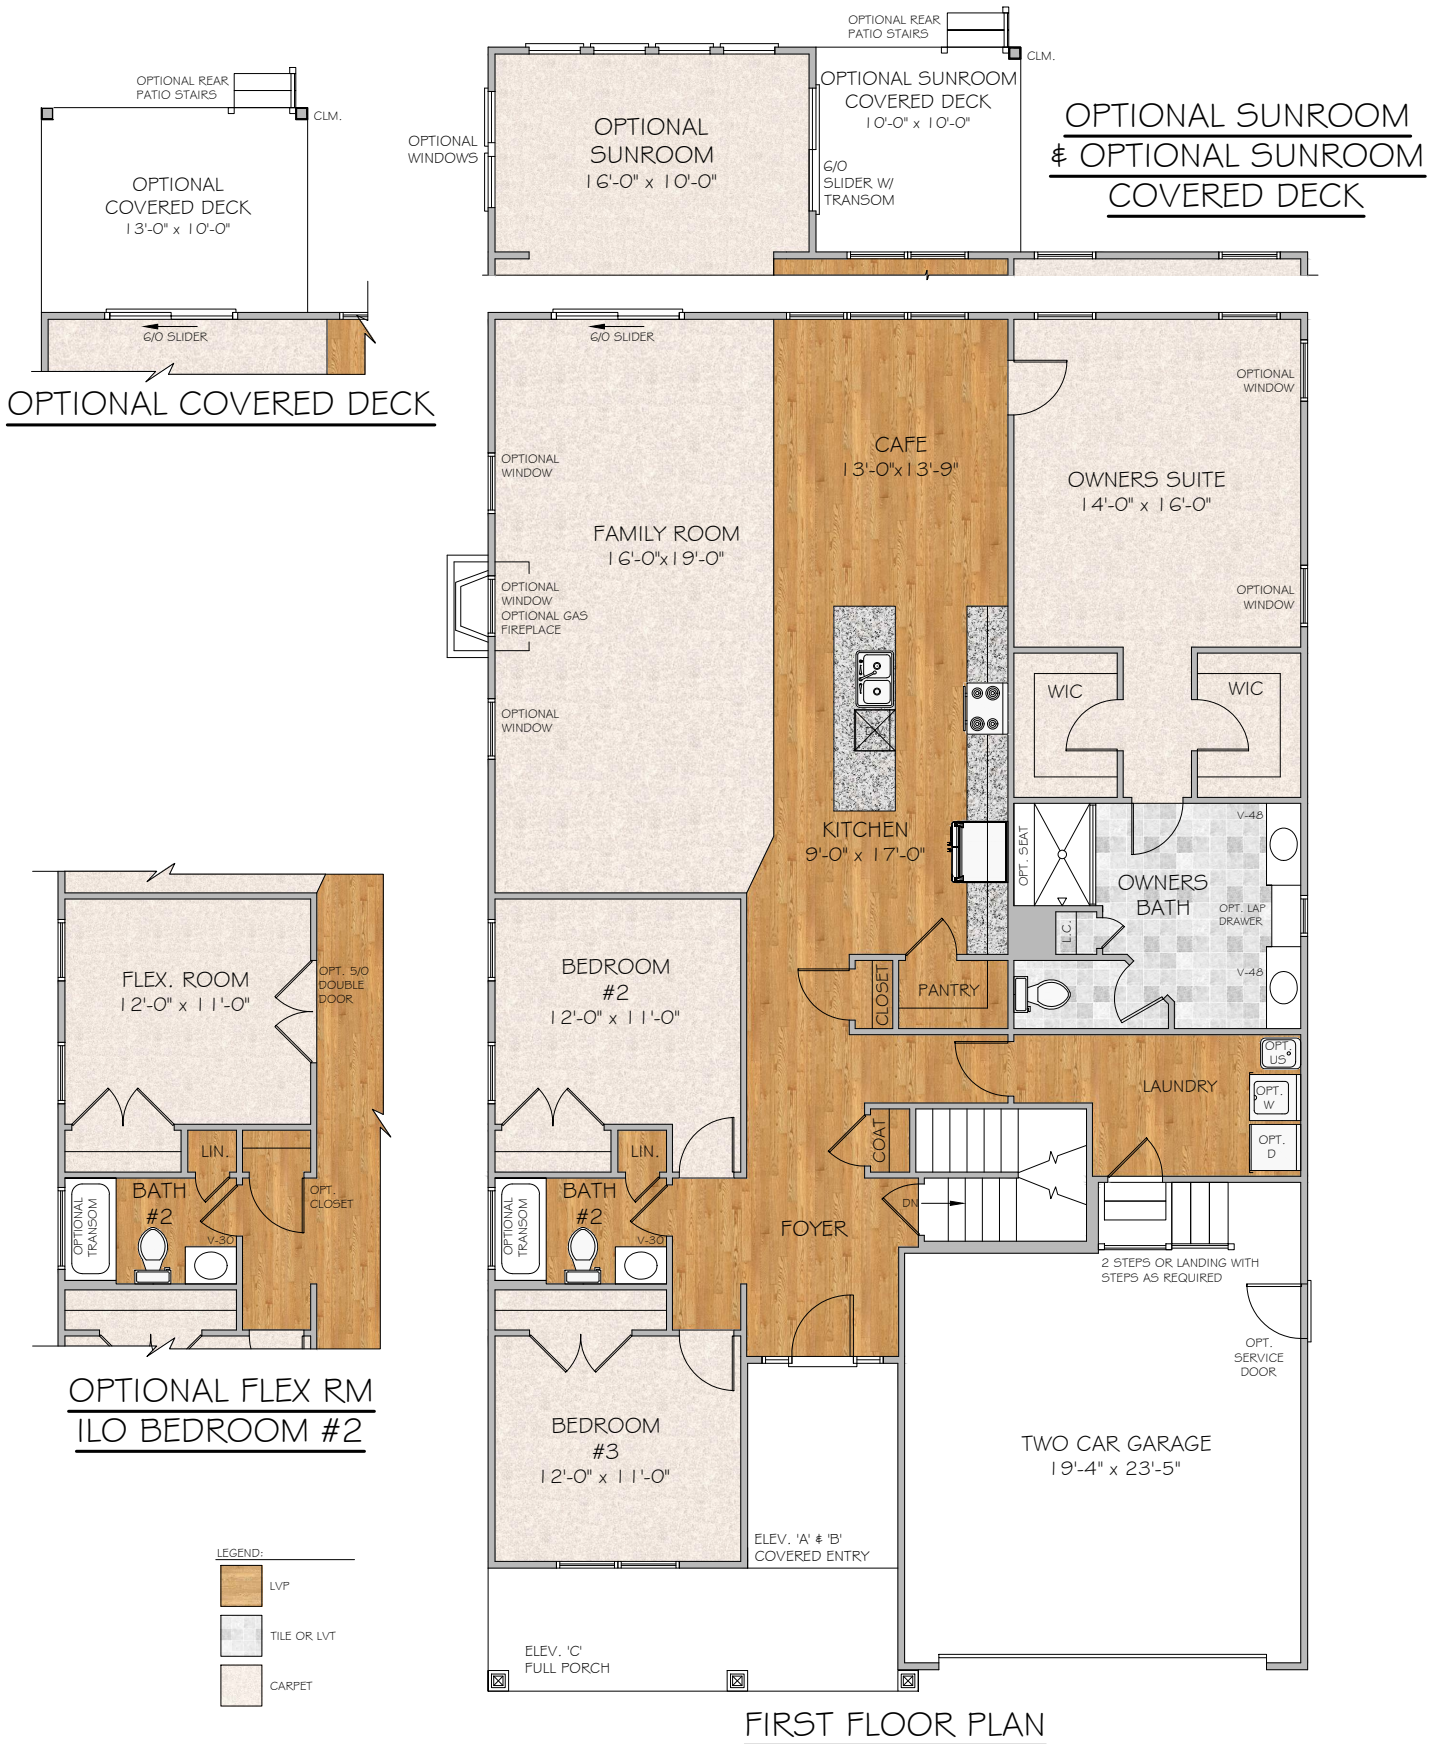 OPTIONAL REAR
PATIO STAIRS
CLM.
OPTIONAL
COVERED DECK
13'-0" x 10'-0"
6/0 SLIDER
OPTIONAL COVERED DECK
OPTIONAL REAR
PATIO STAIRS
CLM.
OPTIONAL SUNROOM
COVERED DECK
10'-0" x 10'-0"
OPTIONAL
WINDOWS
OPTIONAL
SUNROOM
16'-0" x 10'-0"
6/0
SLIDER W/
TRANSOM
OPTIONAL SUNROOM
& OPTIONAL SUNROOM
COVERED DECK
6/0 SLIDER
OPTIONAL
WINDOW
CAFE
13'-0"x13'-9"
OPTIONAL
WINDOW
OWNERS SUITE
14'-0" x 16'-0"
FAMILY ROOM
16'-0"x19'-0"
OPTIONAL
WINDOW
OPTIONAL GAS
FIREPLACE
OPTIONAL
WINDOW
WIC
WIC
OPTIONAL
WINDOW
KITCHEN
9'-0" x 17'-0"
OPT. SEAT
V-48
OWNERS
BATH
OPT. LAP
DRAWER
L.C.
V-48
BEDROOM
#2
12'-0" x 11'-0"
CLOSET
PANTRY
LAUNDRY
OPT.
US
OPT.
W
OPT.
D
COAT
LIN.
BATH
#2
OPTIONAL
TRANSOM
V-30
FOYER
DN
2 STEPS OR LANDING WITH
STEPS AS REQUIRED
OPT.
SERVICE
DOOR
BEDROOM
#3
12'-0" x 11'-0"
TWO CAR GARAGE
19'-4" x 23'-5"
ELEV. 'A' & 'B'
COVERED ENTRY
ELEV. 'C'
FULL PORCH
FIRST FLOOR PLAN
FLEX. ROOM
12'-0" x 11'-0"
OPT. 5/0
DOUBLE
DOOR
LIN.
BATH
#2
OPTIONAL
TRANSOM
V-30
OPT.
CLOSET
OPTIONAL FLEX RM
ILO BEDROOM #2
LEGEND:
LVP
TILE OR LVT
CARPET